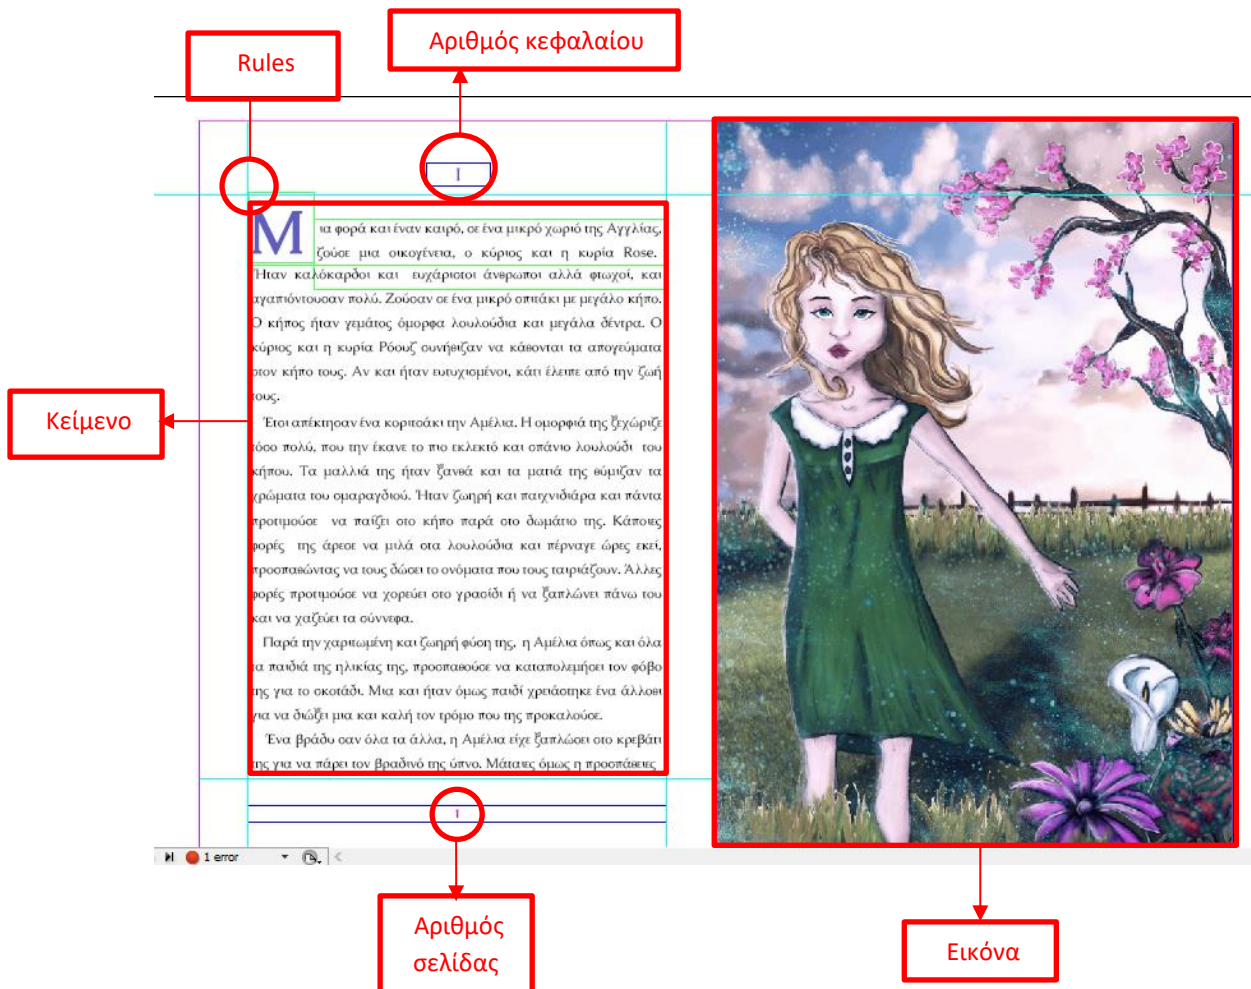 Rules
Αριθμός κεφαλαίου
I
Μια φορά και έναν καιρό, σε ένα μικρό χωριό της Αγγλίας,
ζούσε μια οικογένεια, ο κύριος και η κυρία Rose.
Ήταν καλόκαρδοι και ευχάριστοι άνθρωποι αλλά φτωχοί, και
αγαπιόντουσαν πολύ. Ζούσαν σε ένα μικρό σπιτάκι με μεγάλο κήπο.
Ο κήπος ήταν γεμάτος όμορφα λουλούδια και μεγάλα δέντρα. Ο
κύριος και η κυρία Ρόουζ συνήθιζαν να κάθονται τα απογεύματα
στον κήπο τους. Αν και ήταν ευτυχισμένοι, κάτι έλειπε από την ζωή
τους.
Έτσι απέκτησαν ένα κοριτσάκι την Αμέλια. Η ομορφιά της ξεχώριζε
τόσο πολύ, που την έκανε το πιο εκλεκτό και σπάνιο λουλούδι του
κήπου. Τα μαλλιά της ήταν ξανθά και τα ματιά της θύμιζαν τα
χρώματα του σμαραγδιού. Ήταν ζωηρή και παιχνιδιάρα και πάντα
προτιμούσε να παίζει στο κήπο παρά στο δωμάτιο της. Κάποιες
φορές της άρεσε να μιλά στα λουλούδια και πέρναγε ώρες εκεί,
προσπαθώντας να τους δώσει το ονόματα που τους ταιριάζουν. Άλλες
φορές προτιμούσε να χορεύει στο γρασίδι ή να ξαπλώνει πάνω του
και να χαζεύει τα σύννεφα.
Παρά την χαριτωμένη και ζωηρή φύση της, η Αμέλια όπως και όλα
τα παιδιά της ηλικίας της, προσπαθούσε να καταπολεμήσει τον φόβο
της για το σκοτάδι. Μια και ήταν όμως παιδί χρειάστηκε ένα άλλοθι
για να διώξει μια και καλή τον τρόμο που της προκαλούσε.
Ένα βράδυ σαν όλα τα άλλα, η Αμέλια είχε ξαπλώσει στο κρεβάτι
της για να πάρει τον βραδινό της ύπνο. Μάταιες όμως η προσπάθειες
Κείμενο
1
1 error
Αριθμός
σελίδας
Εικόνα